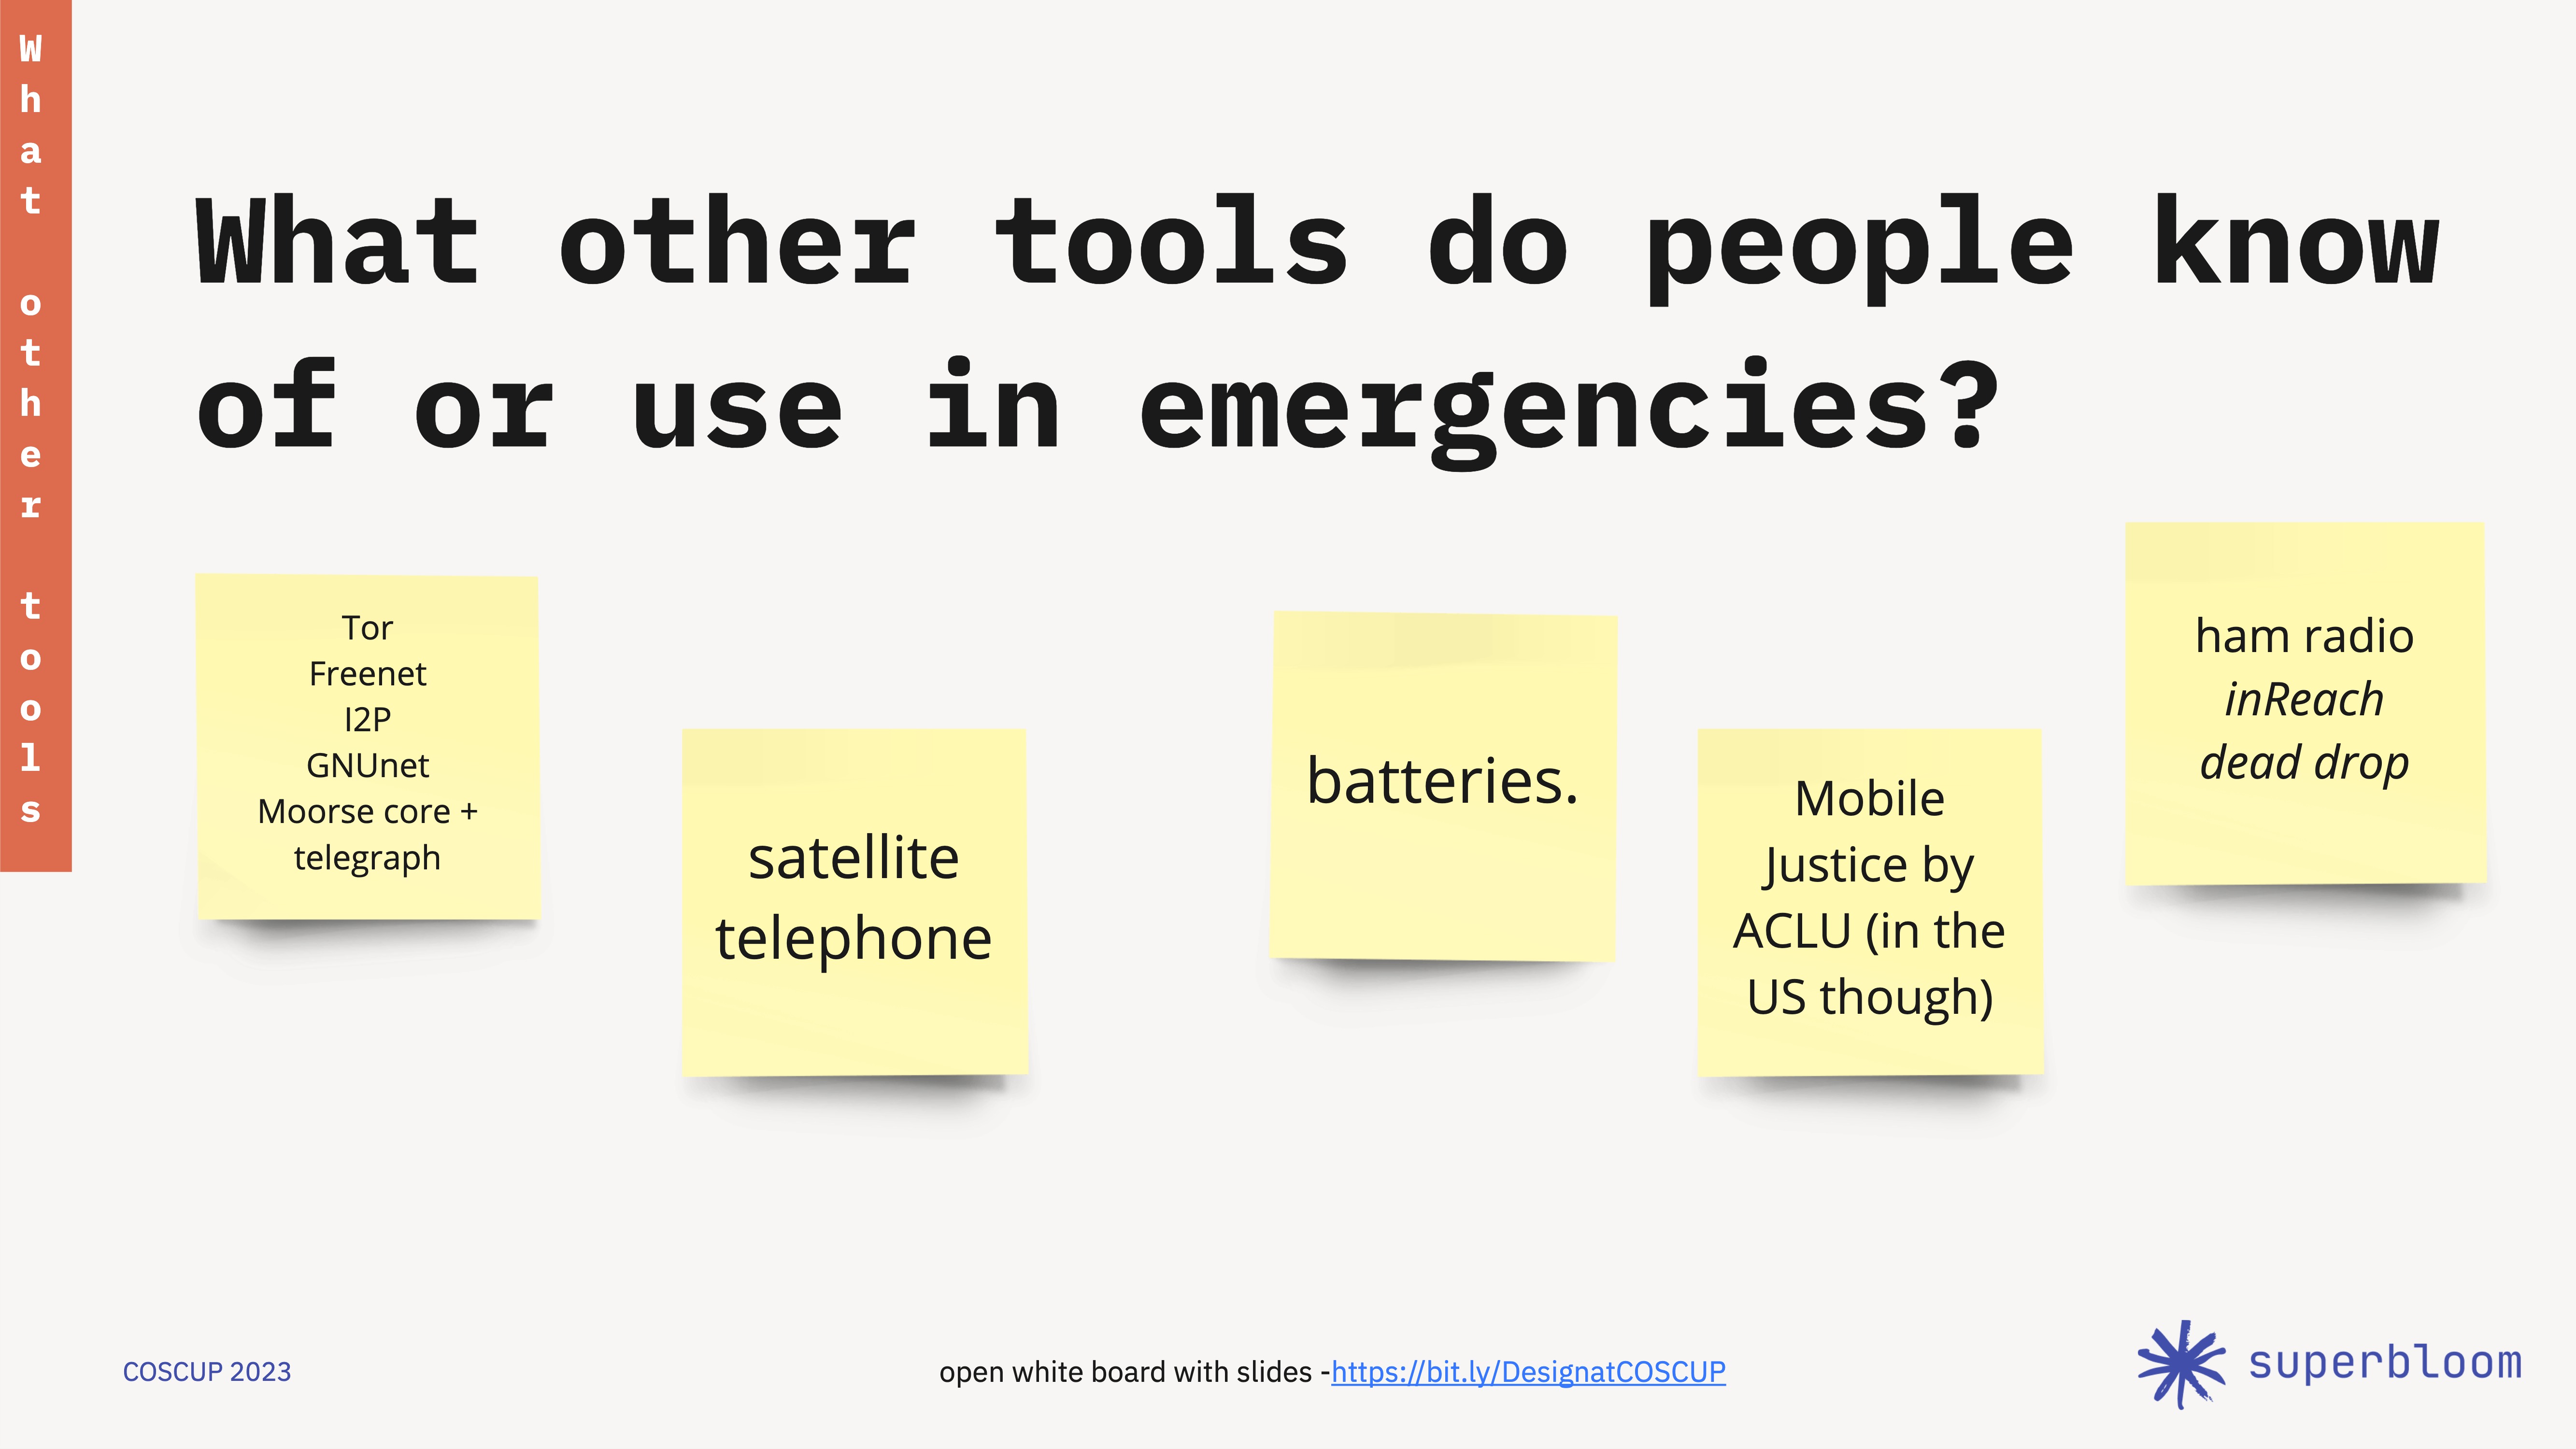 What other tools
What other tools do people know
of or use in emergencies?
Tor
Freenet
I2P
GNUnet
Moorse core +
telegraph
satellite
telephone
batteries.
Mobile
Justice by
ACLU (in the
US though)
ham radio
inReach
dead drop
COSCUP 2023
open white board with slides -https://bit.ly/DesignatCOSCUP
superbloom